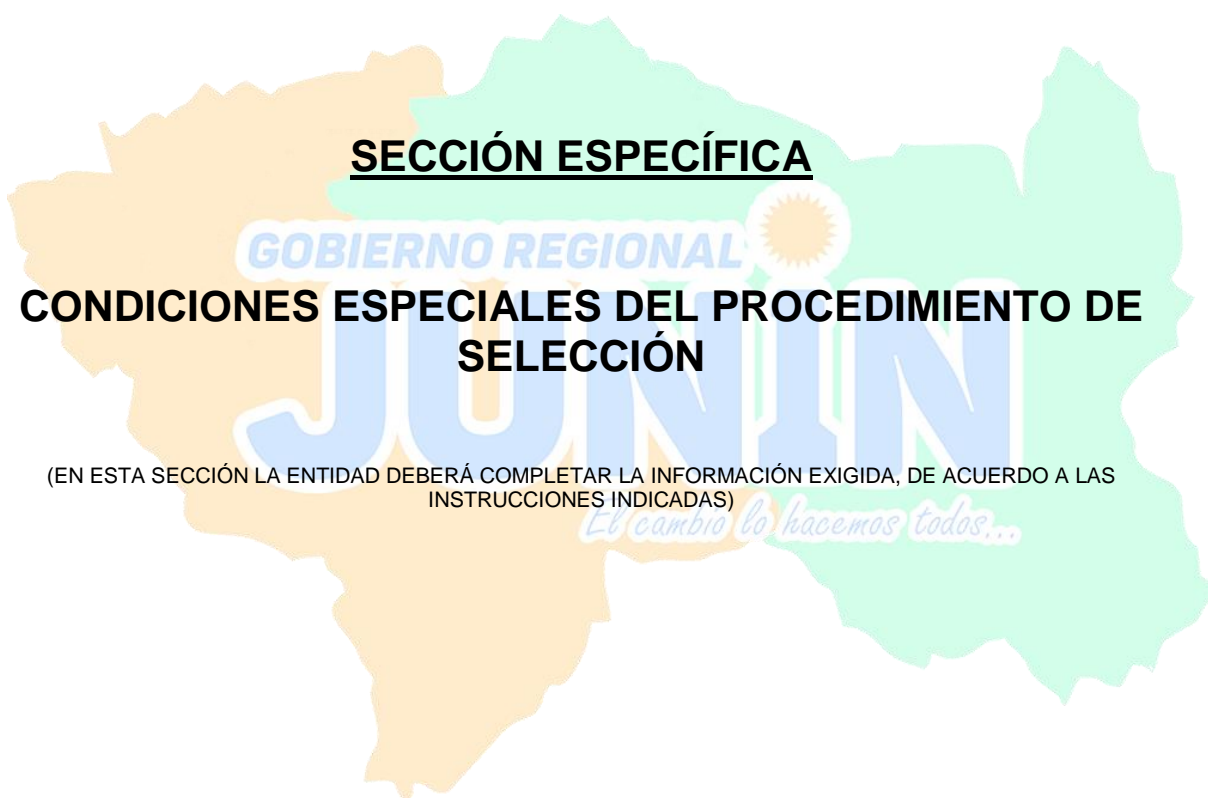 SECCIÓN ESPECÍFICA
GOBIERNO REGIONAL
JUNÍN
CONDICIONES ESPECIALES DEL PROCEDIMIENTO DE
SELECCIÓN
(EN ESTA SECCIÓN LA ENTIDAD DEBERÁ COMPLETAR LA INFORMACIÓN EXIGIDA, DE ACUERDO A LAS
INSTRUCCIONES INDICADAS)
El cambio lo hacemos todos...